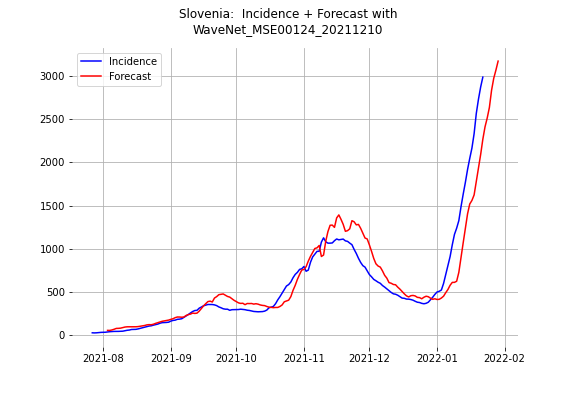 Slovenia:  Incidence + Forecast with
WaveNet_MSE00124_20211210
Incidence
Forecast
3000
2500
2000
1500
1000
500
0
2021-08 2021-09 2021-10 2021-11 2021-12 2022-01 2022-02